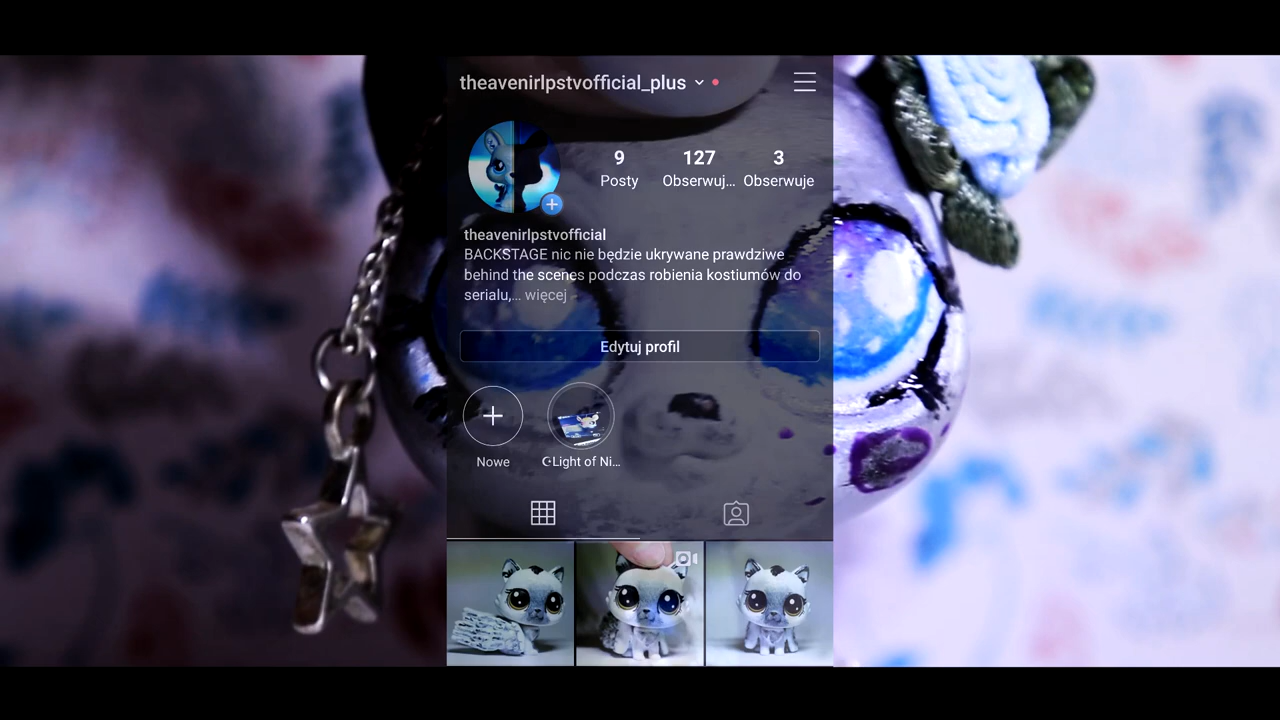 theavenirlpstvofficial_plus
9 127 3
Posty Obserwuj... Obserwuje
theavenirlpstvofficial
BACKSTAGE nic nie będzie ukrywane prawdziwe
behind the scenes podczas robienia kostiumów do
serialu,... więcej
Edytuj profil
Nowe ☪Light of Ni...